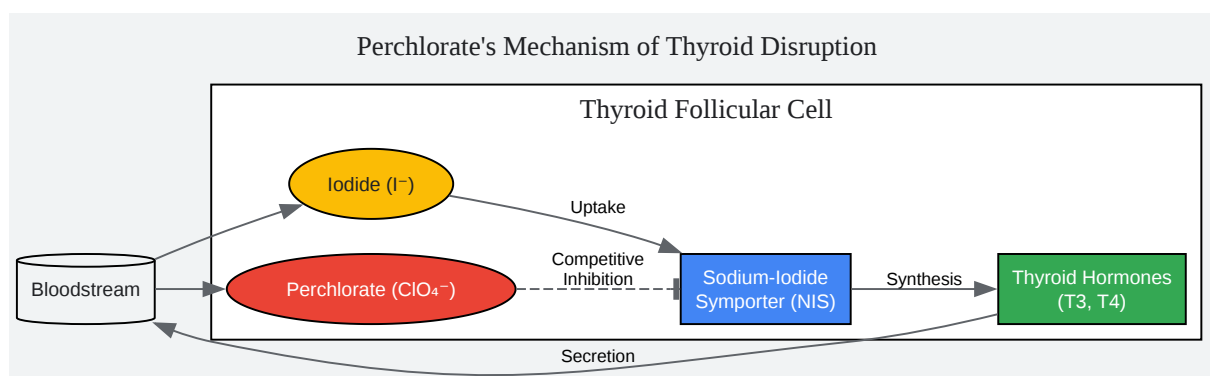 Perchlorate's Mechanism of Thyroid Disruption
Thyroid Follicular Cell
Iodide (I⁻)
Uptake
Bloodstream
Perchlorate (ClO₄⁻)
Competitive
Inhibition
Sodium-Iodide
Symporter (NIS)
Synthesis
Thyroid Hormones
(T3, T4)
Secretion